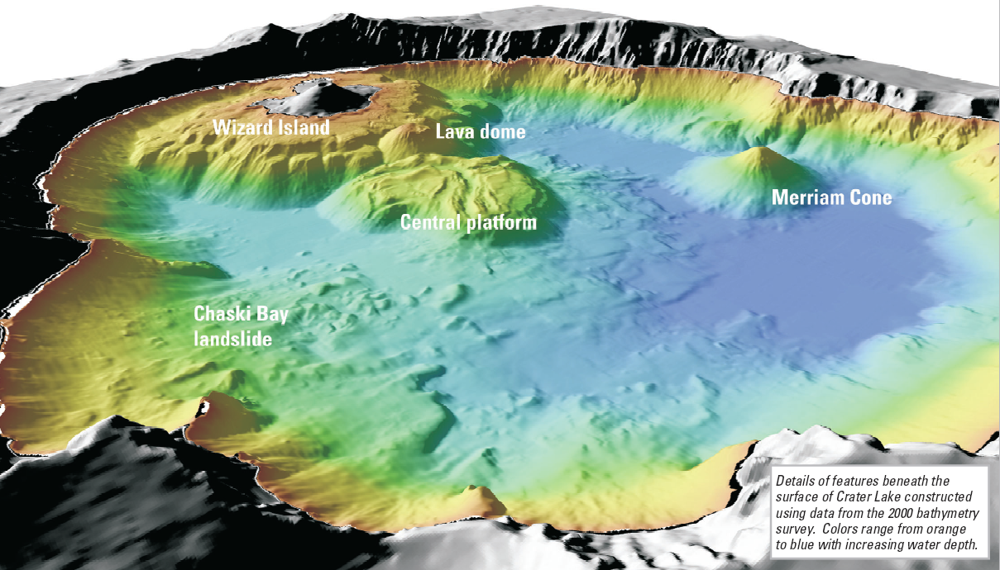 Wizard Island
Lava dome
Merriam Cone
Central platform
Chaski Bay
landslide
Details of features beneath the
surface of Crater Lake constructed
using data from the 2000 bathymetry
survey. Colors range from orange
to blue with increasing water depth.